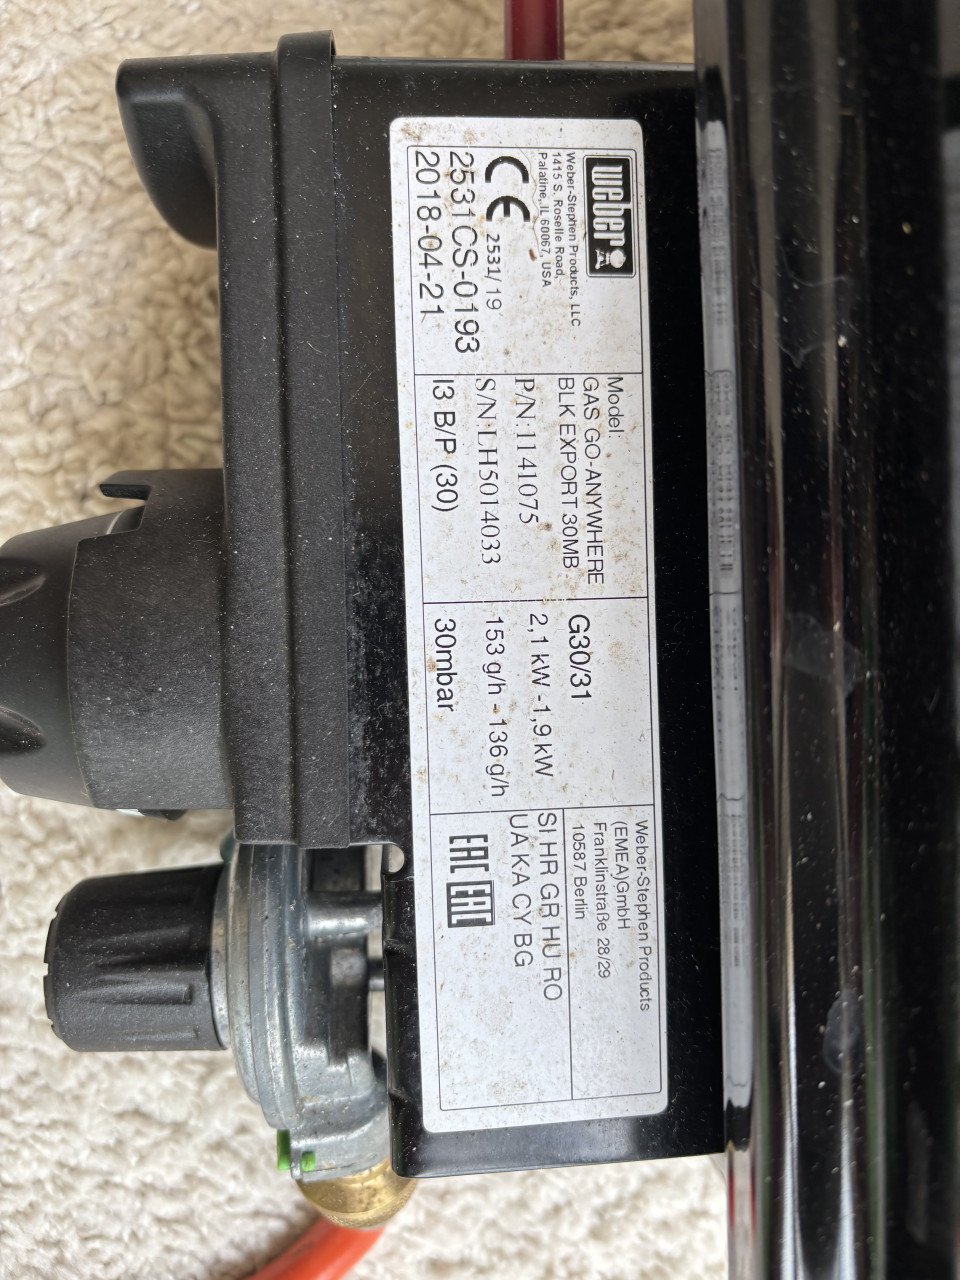 weber
Weber-Stephen Products, LLC
1415 S. Roselle Road,
Palatine, IL 60067, USA
CE 2531/19
2531CS-0193
2018-04-21
Model:
GAS GO-ANYWHERE
BLK EXPORT 30MB
P/N:1141075
S/N:LH5014033
I3 B/P (30)
G30/31
2,1 kW -1,9 kW
153 g/h - 136 g/h
30mbar
Weber-Stephen Products
(EMEA)GmbH
Franklinstraße 28/29
10587 Berlin
SI HR GR HU RO
UA KA CY BG
EAC EAC